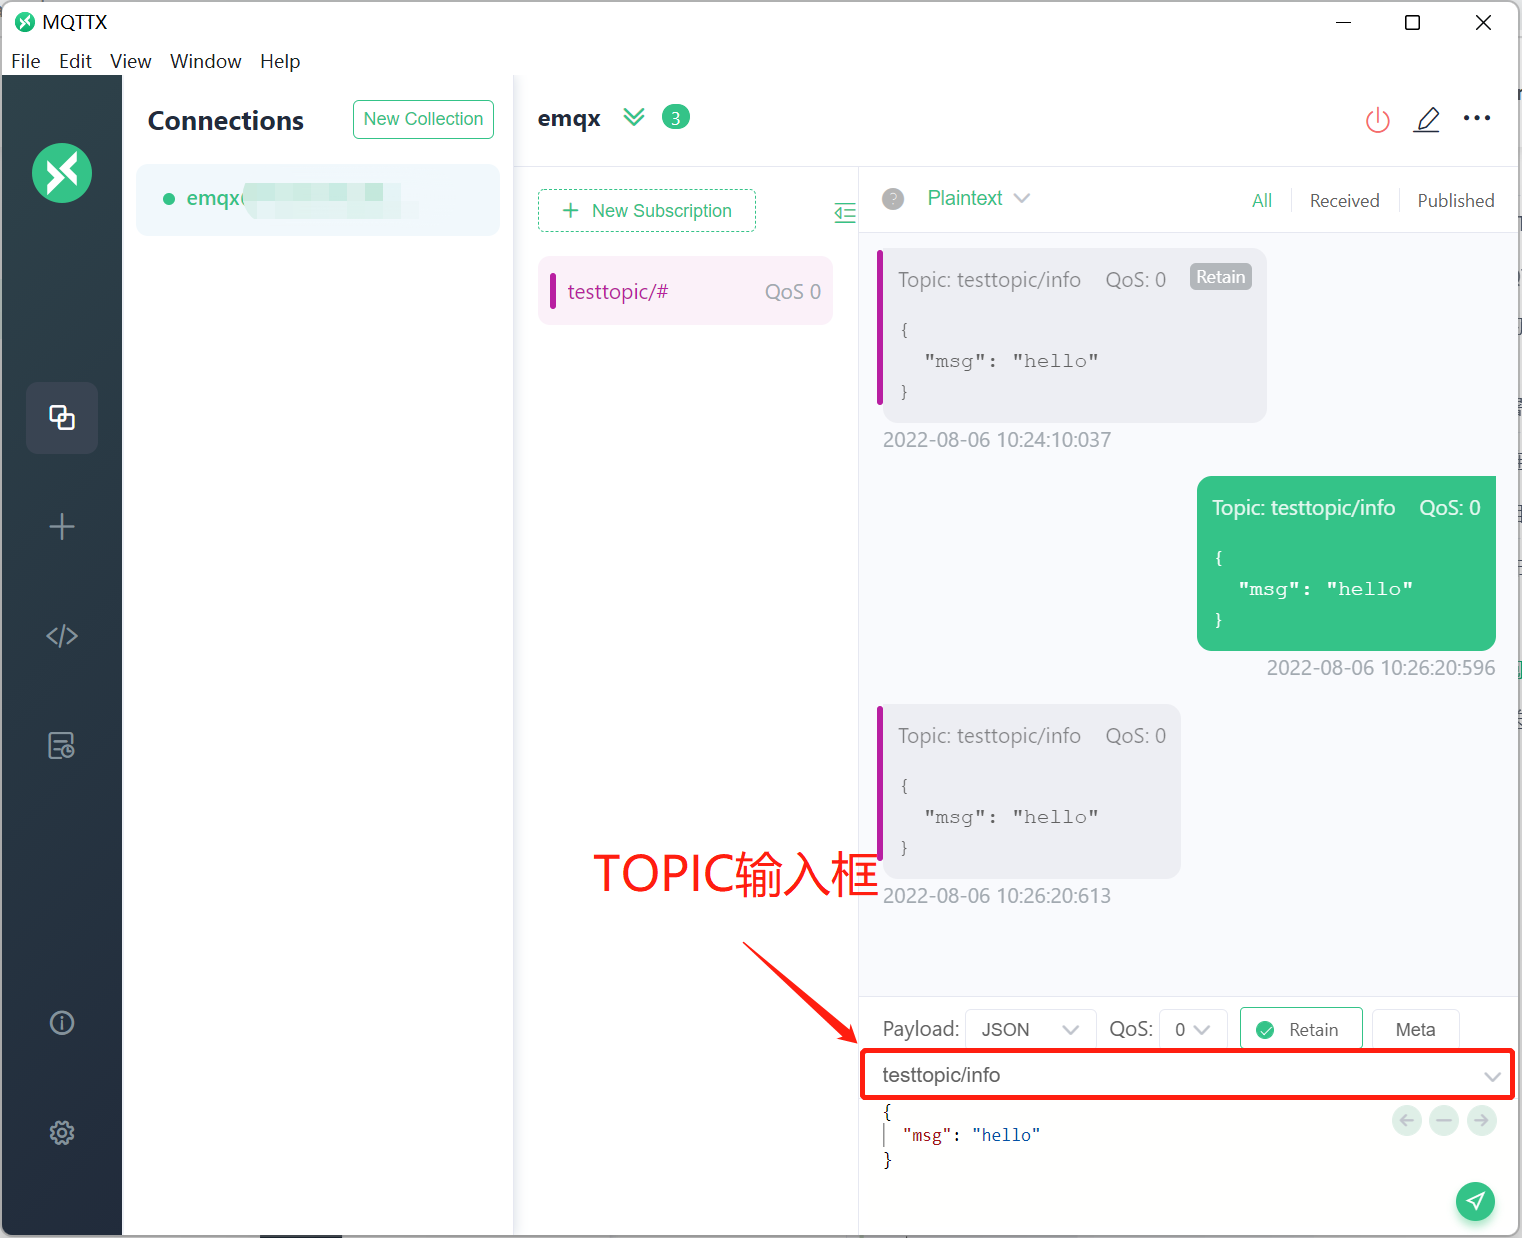 MQTTX
File Edit View Window Help
Connections
New Collection
emqx
3
emqx
New Subscription
Plaintext
All
Received
Published
testtopic/#
QoS 0
Topic: testtopic/info QoS: 0 Retain
{
"msg": "hello"
}
2022-08-06 10:24:10:037
Topic: testtopic/info QoS: 0
{
"msg": "hello"
}
2022-08-06 10:26:20:596
Topic: testtopic/info QoS: 0
{
"msg": "hello"
}
2022-08-06 10:26:20:613
TOPIC输入框
Payload: JSON QoS: 0 Retain Meta
testtopic/info
{
"msg": "hello"
}